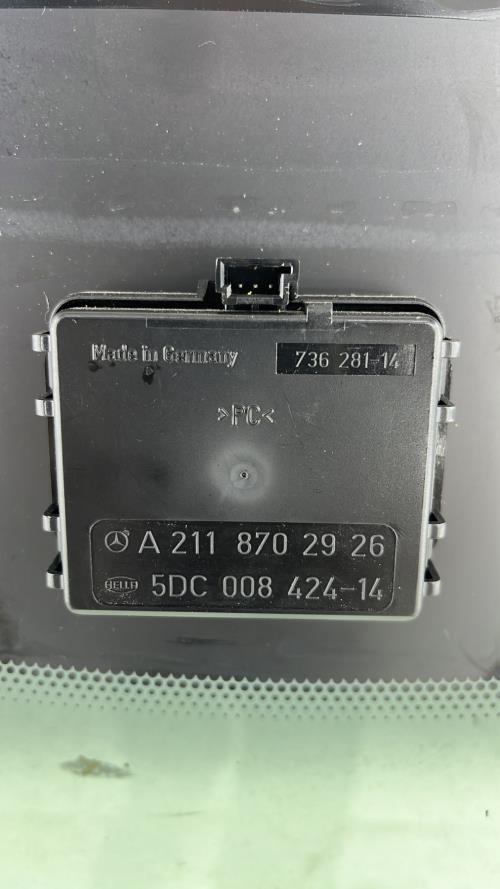 Made in Germany
736 281-14
>PC<
A 211 870 29 26
HELLA 5DC 008 424-14